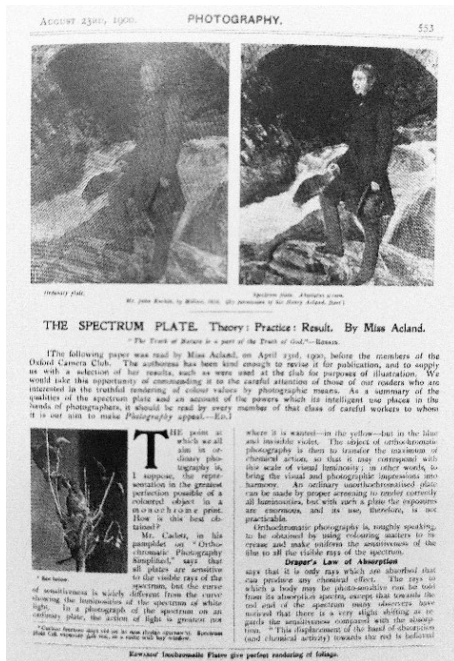 AUGUST 23RD, 1900. PHOTOGRAPHY. 553
Ordinary plate. Spectrum plate. Absolutus screen.
Mr. John Ruskin, by Millais, 1854. (By permission of Sir Henry Acland, Bart.)
THE SPECTRUM PLATE. Theory: Practice: Result. By Miss Acland.
"The Truth of Nature is a part of the Truth of God."—RUSKIN.
[The following paper was read by Miss Acland, on April 23rd, 1900, before the members of the
Oxford Camera Club. The authoress has been kind enough to revise it for publication, and to supply
us with a selection of her results, such as were used at the club for purposes of illustration. We
would take this opportunity of commending it to the careful attention of those of our readers who are
interested in the truthful rendering of colour values by photographic means. As a summary of the
qualities of the spectrum plate and an account of the powers which its intelligent use places in the
hands of photographers, it should be read by every member of that class of careful workers to whom
it is our aim to make Photography appeal.—ED.]
THE point at
which we all
aim in or-
dinary pho-
tography is,
I suppose, the repre-
sentation in the greatest
perfection possible of a
coloured object in a
monochrome print.
How is this best ob-
tained?
Mr. Cadett, in his
pamphlet on "Ortho-
chromatic Photography
Simplified," says that
all plates are sensitive
to the visible rays of the
spectrum, but the curve
* See below.
of sensitiveness is widely different from the curve
showing the luminosities of the spectrum of white
light. In a photograph of the spectrum on an
ordinary plate, the action of light is greatest not
where it is wanted—in the yellow—but in the blue
and invisible violet. The object of orthochromatic
photography is then to transfer the maximum of
chemical action, so that it may correspond with
this scale of visual luminosity; in other words, to
bring the visual and photographic impressions into
harmony. An ordinary unorthochromatised plate
can be made by proper screening to render correctly
all luminosities, but with such a plate the exposures
are enormous, and its use, therefore, is not
practicable.
Orthochromatic photography is, roughly speaking,
to be obtained by using colouring matters to in-
crease and make uniform the sensitiveness of the
film to all the visible rays of the spectrum.
Draper's Law of Absorption
says that it is only rays which are absorbed that
can produce any chemical effect. The rays to
which a body may be photo-sensitive can be told
from its absorption spectra, except that towards the
red end of the spectrum many observers have
noticed that there is a very slight shifting as re-
gards the sensitiveness compared with the absorp-
tion. "This displacement of the band of absorption
(and chemical activity) towards the red is believed
Edwards' Isochromatic Plates give perfect rendering of foliage.